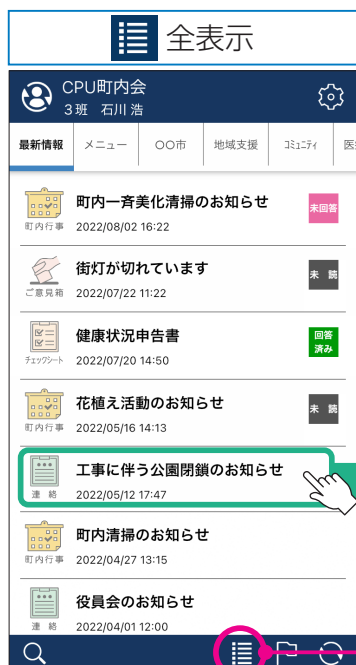 全表示
CPU町内会
3班 石川 浩
最新情報 メニュー 〇〇市 地域支援 コミュニティ 医
町内一斉美化清掃のお知らせ 未回答
町内行事 2022/08/02 16:22
街灯が切れています 未 読
ご意見箱 2022/07/22 11:22
健康状況申告書 回答
済み
チェックシート 2022/07/20 14:50
花植え活動のお知らせ 未 読
町内行事 2022/05/16 14:13
工事に伴う公園閉鎖のお知らせ
連 絡 2022/05/12 17:47
町内清掃のお知らせ
町内行事 2022/04/27 13:15
役員会のお知らせ
連 絡 2022/04/01 12:00